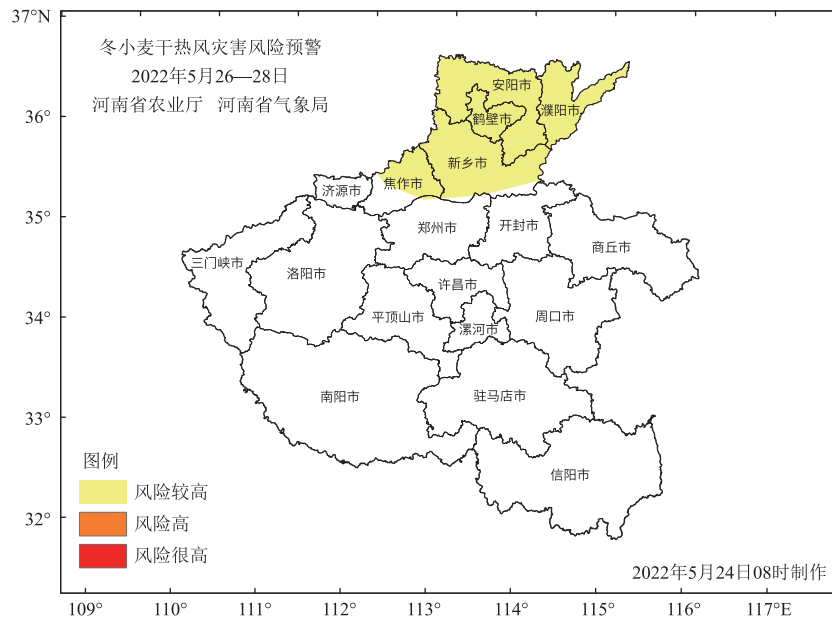 37°N
冬小麦干热风灾害风险预警
2022年5月26—28日
河南省农业厅 河南省气象局
安阳市
36°
濮阳市
鹤壁市
新乡市
焦作市
济源市
35°
郑州市
开封市
商丘市
三门峡市
洛阳市
许昌市
34°
平顶山市
周口市
漯河市
南阳市
驻马店市
33°
图例
信阳市
风险较高
32°
风险高
风险很高
2022年5月24日08时制作
109° 110° 111° 112° 113° 114° 115° 116° 117°E